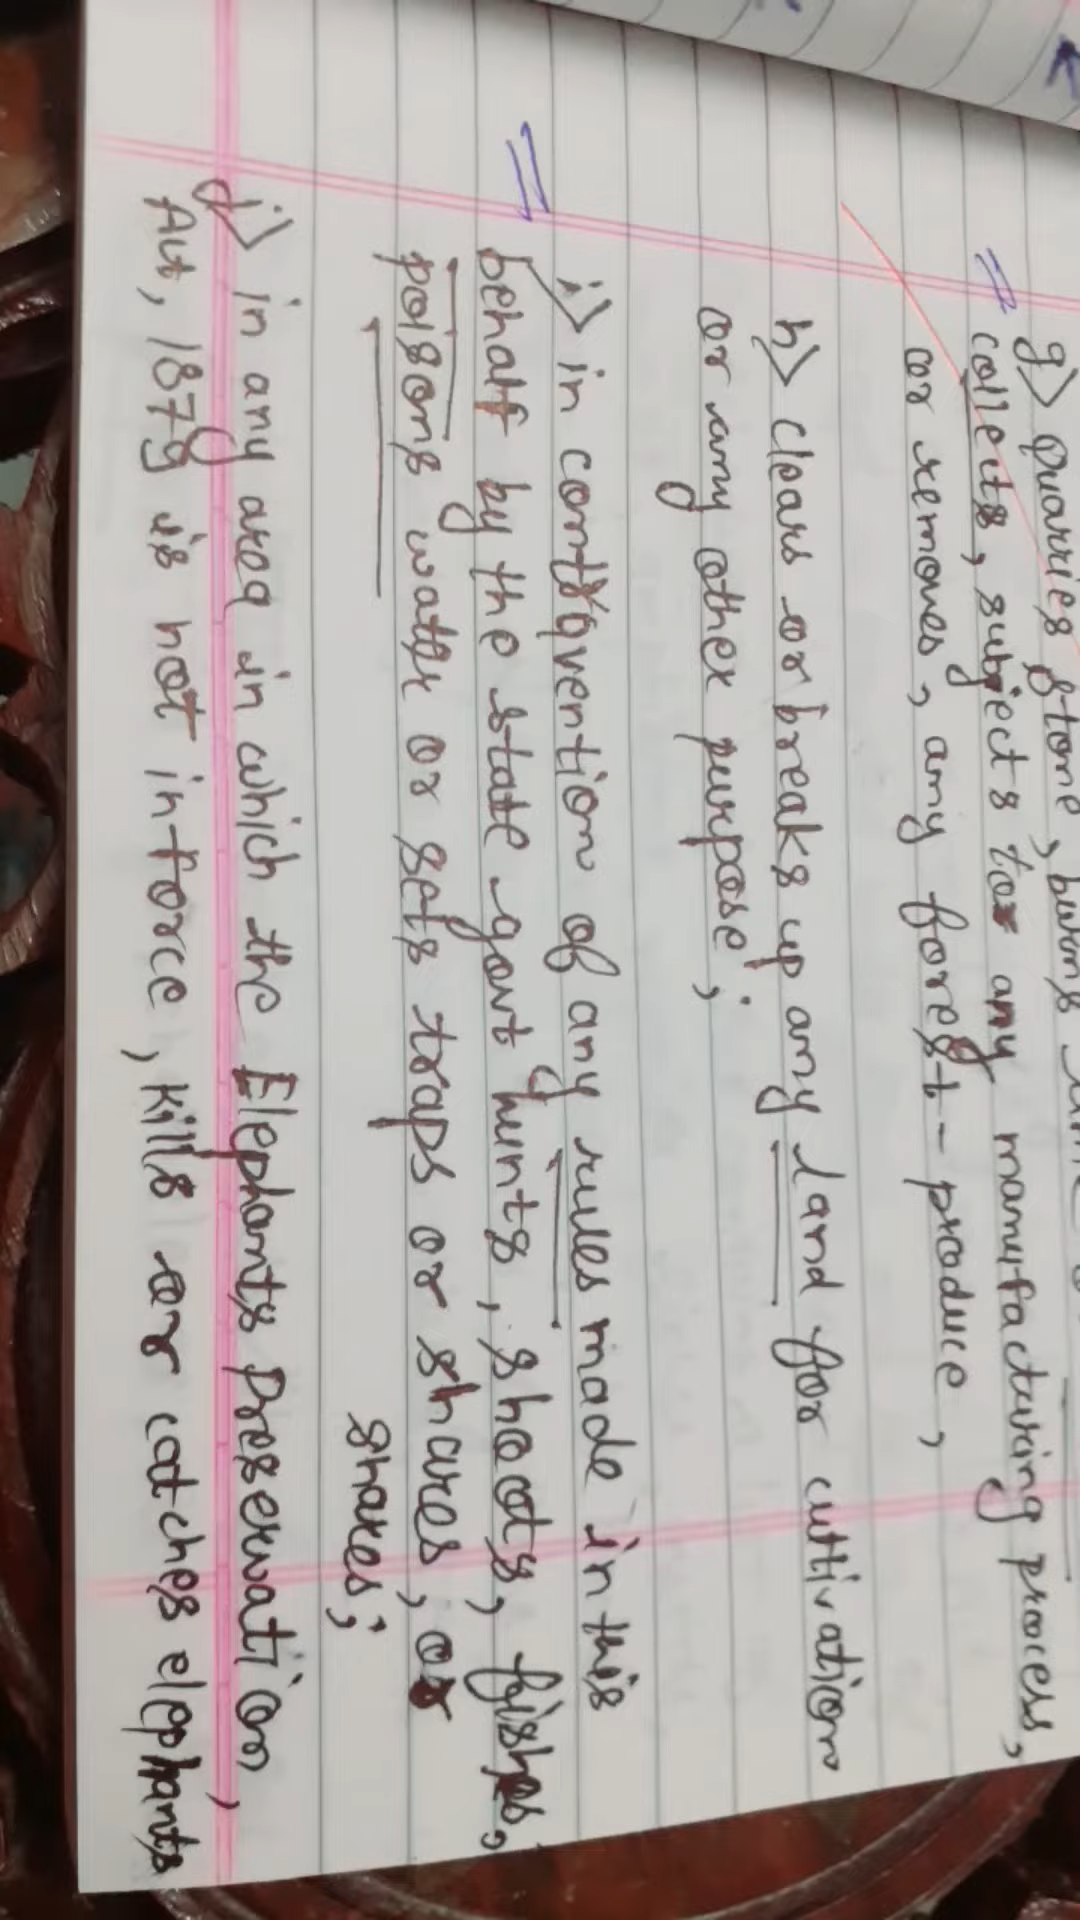 g> Quarries stone, burns lime
collects, subjects to any manufacturing process,
or removes, any forest-produce,
h> clears or breaks up any land for cultivation
or any other purpose;
i> in contravention of any rules made in this
behalf by the state govt hunts, shoots, fishes,
poisons water or sets traps or snares, or
snares;
j> in any area in which the Elephants Preservation,
Act, 1879 is not in force, kills or catches elephants